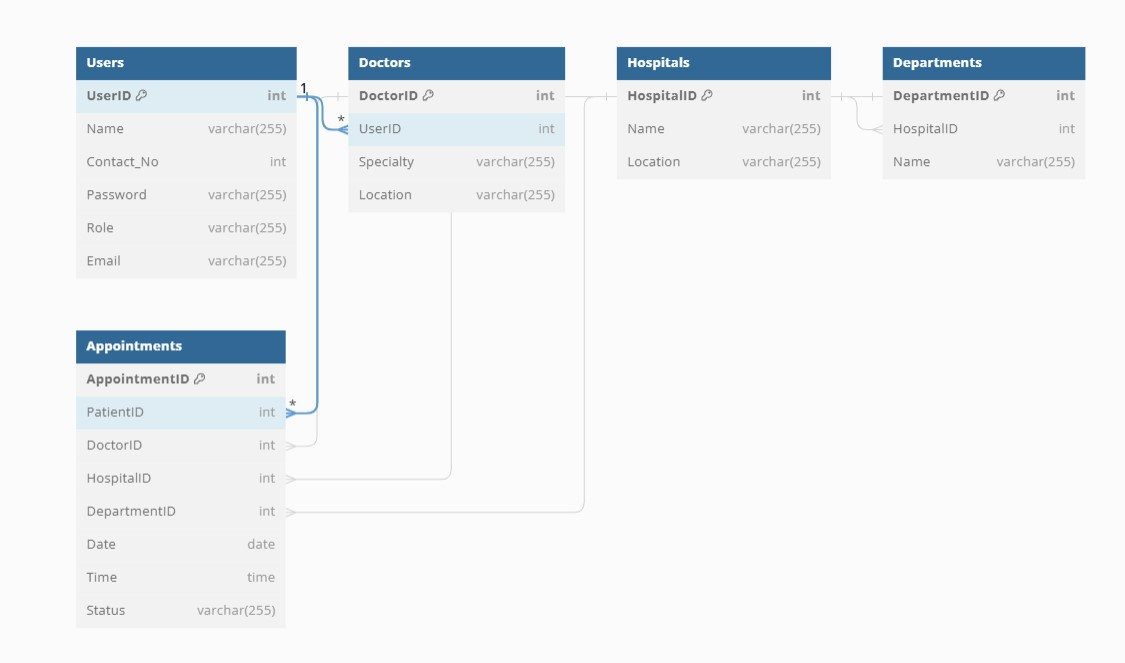 Users
UserID int
Name varchar(255)
Contact_No int
Password varchar(255)
Role varchar(255)
Email varchar(255)
1
*
Doctors
DoctorID int
UserID int
Specialty varchar(255)
Location varchar(255)
Hospitals
HospitalID int
Name varchar(255)
Location varchar(255)
Departments
DepartmentID int
HospitalID int
Name varchar(255)
Appointments
AppointmentID int
PatientID int
*
DoctorID int
HospitalID int
DepartmentID int
Date date
Time time
Status varchar(255)